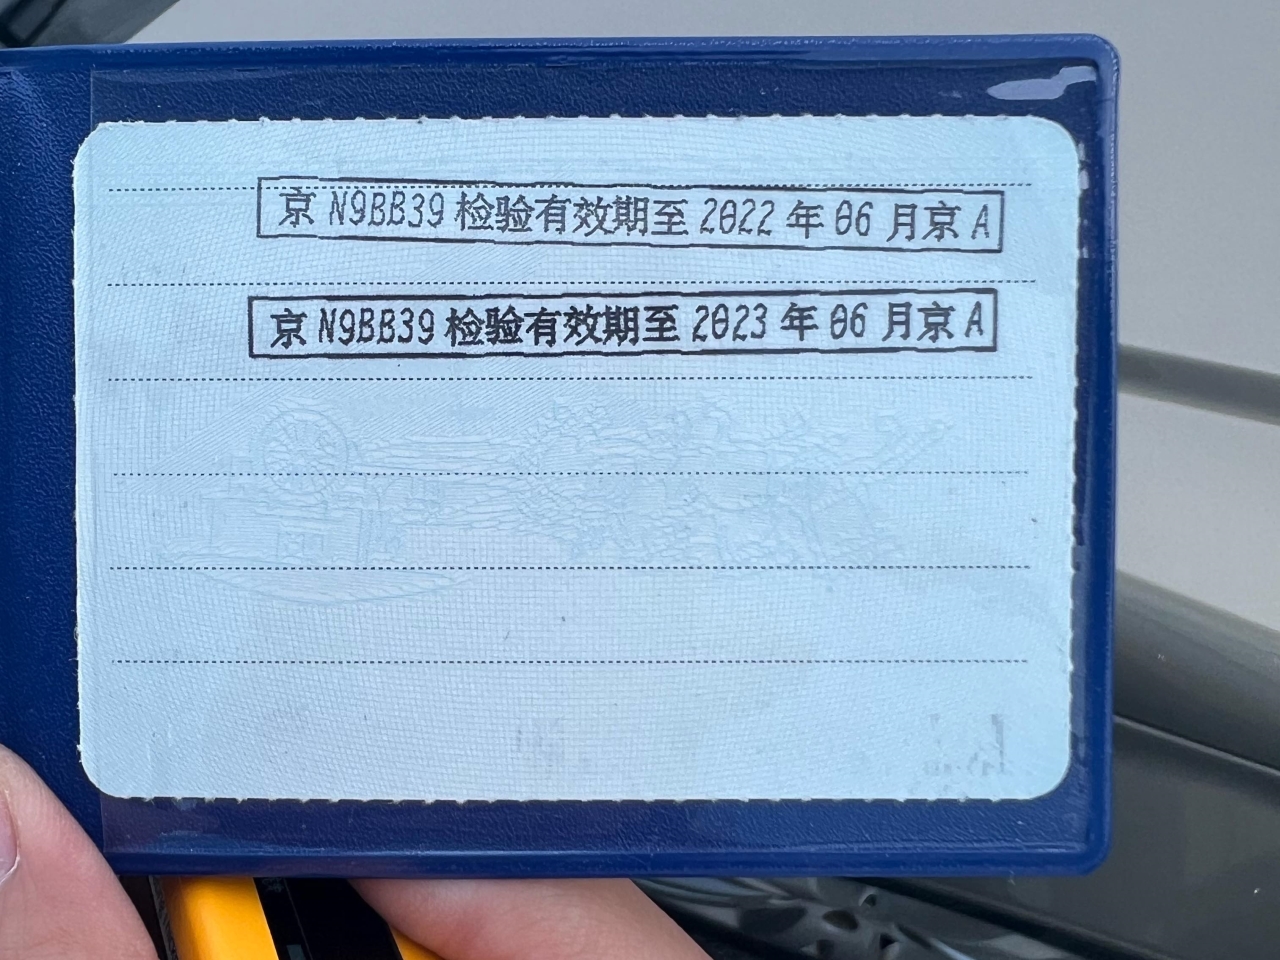 京 N9BB39 检验有效期至 2022 年 06 月京 A
京 N9BB39 检验有效期至 2023 年 06 月京 A